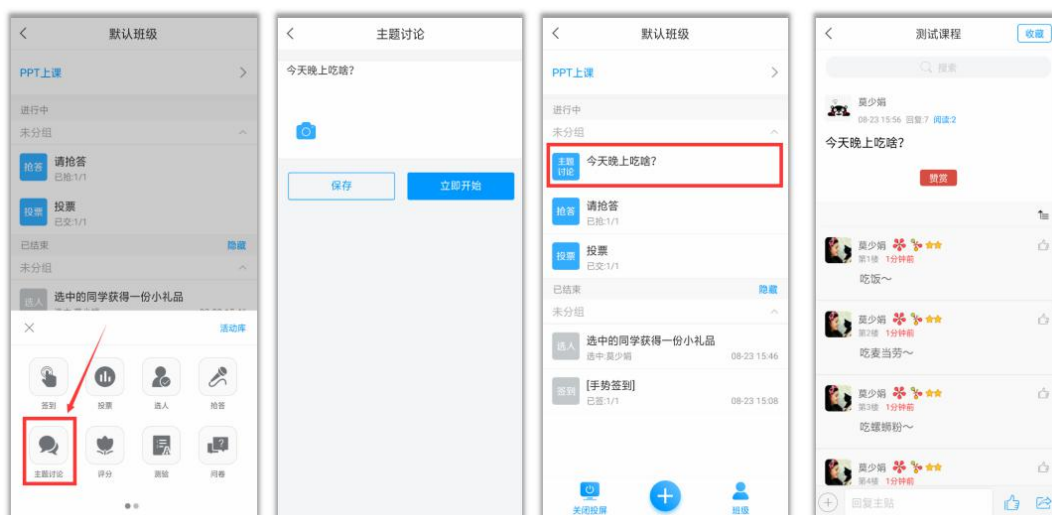 默认班级
PPT上课
进行中
未分组
抢答
请抢答
已抢:1/1
投票
投票
已交:1/1
已结束
隐藏
未分组
选人
选中的同学获得一份小礼品
活动库
签到
投票
选人
抢答
主题讨论
评分
测验
问卷
主题讨论
今天晚上吃啥?
保存
立即开始
默认班级
PPT上课
进行中
未分组
主题
讨论
今天晚上吃啥?
抢答
请抢答
已抢:1/1
投票
投票
已交:1/1
已结束
隐藏
未分组
选人
选中的同学获得一份小礼品
选中:莫少娟
08-23 15:46
签到
[手势签到]
已签:1/1
08-23 15:08
关闭投屏
班级
测试课程
收藏
搜索
莫少娟
08-23 15:56 回复:7 阅读:2
今天晚上吃啥?
赞赏
莫少娟
第1楼 1分钟前
吃饭～
莫少娟
第2楼 1分钟前
吃麦当劳～
莫少娟
第3楼 1分钟前
吃螺蛳粉～
莫少娟
第4楼 1分钟前
回复主贴